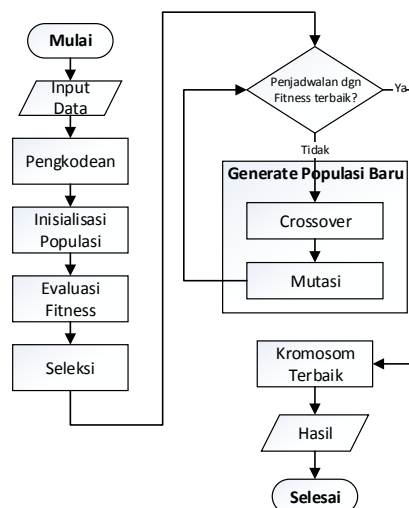 Mulai
Input
Data
Pengkodean
Inisialisasi
Populasi
Evaluasi
Fitness
Seleksi
Penjadwalan dgn
Fitness terbaik?
Ya
Tidak
Generate Populasi Baru
Crossover
Mutasi
Kromosom
Terbaik
Hasil
Selesai